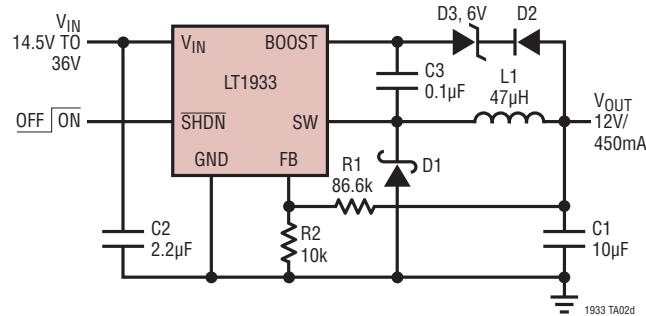 VIN
14.5V TO
36V
OFF ON
VIN
BOOST
LT1933
SHDN
SW
GND
FB
D3, 6V
D2
C3
0.1µF
L1
47µH
VOUT
12V/
450mA
R1
86.6k
D1
C2
2.2µF
R2
10k
C1
10µF
1933 TA02d